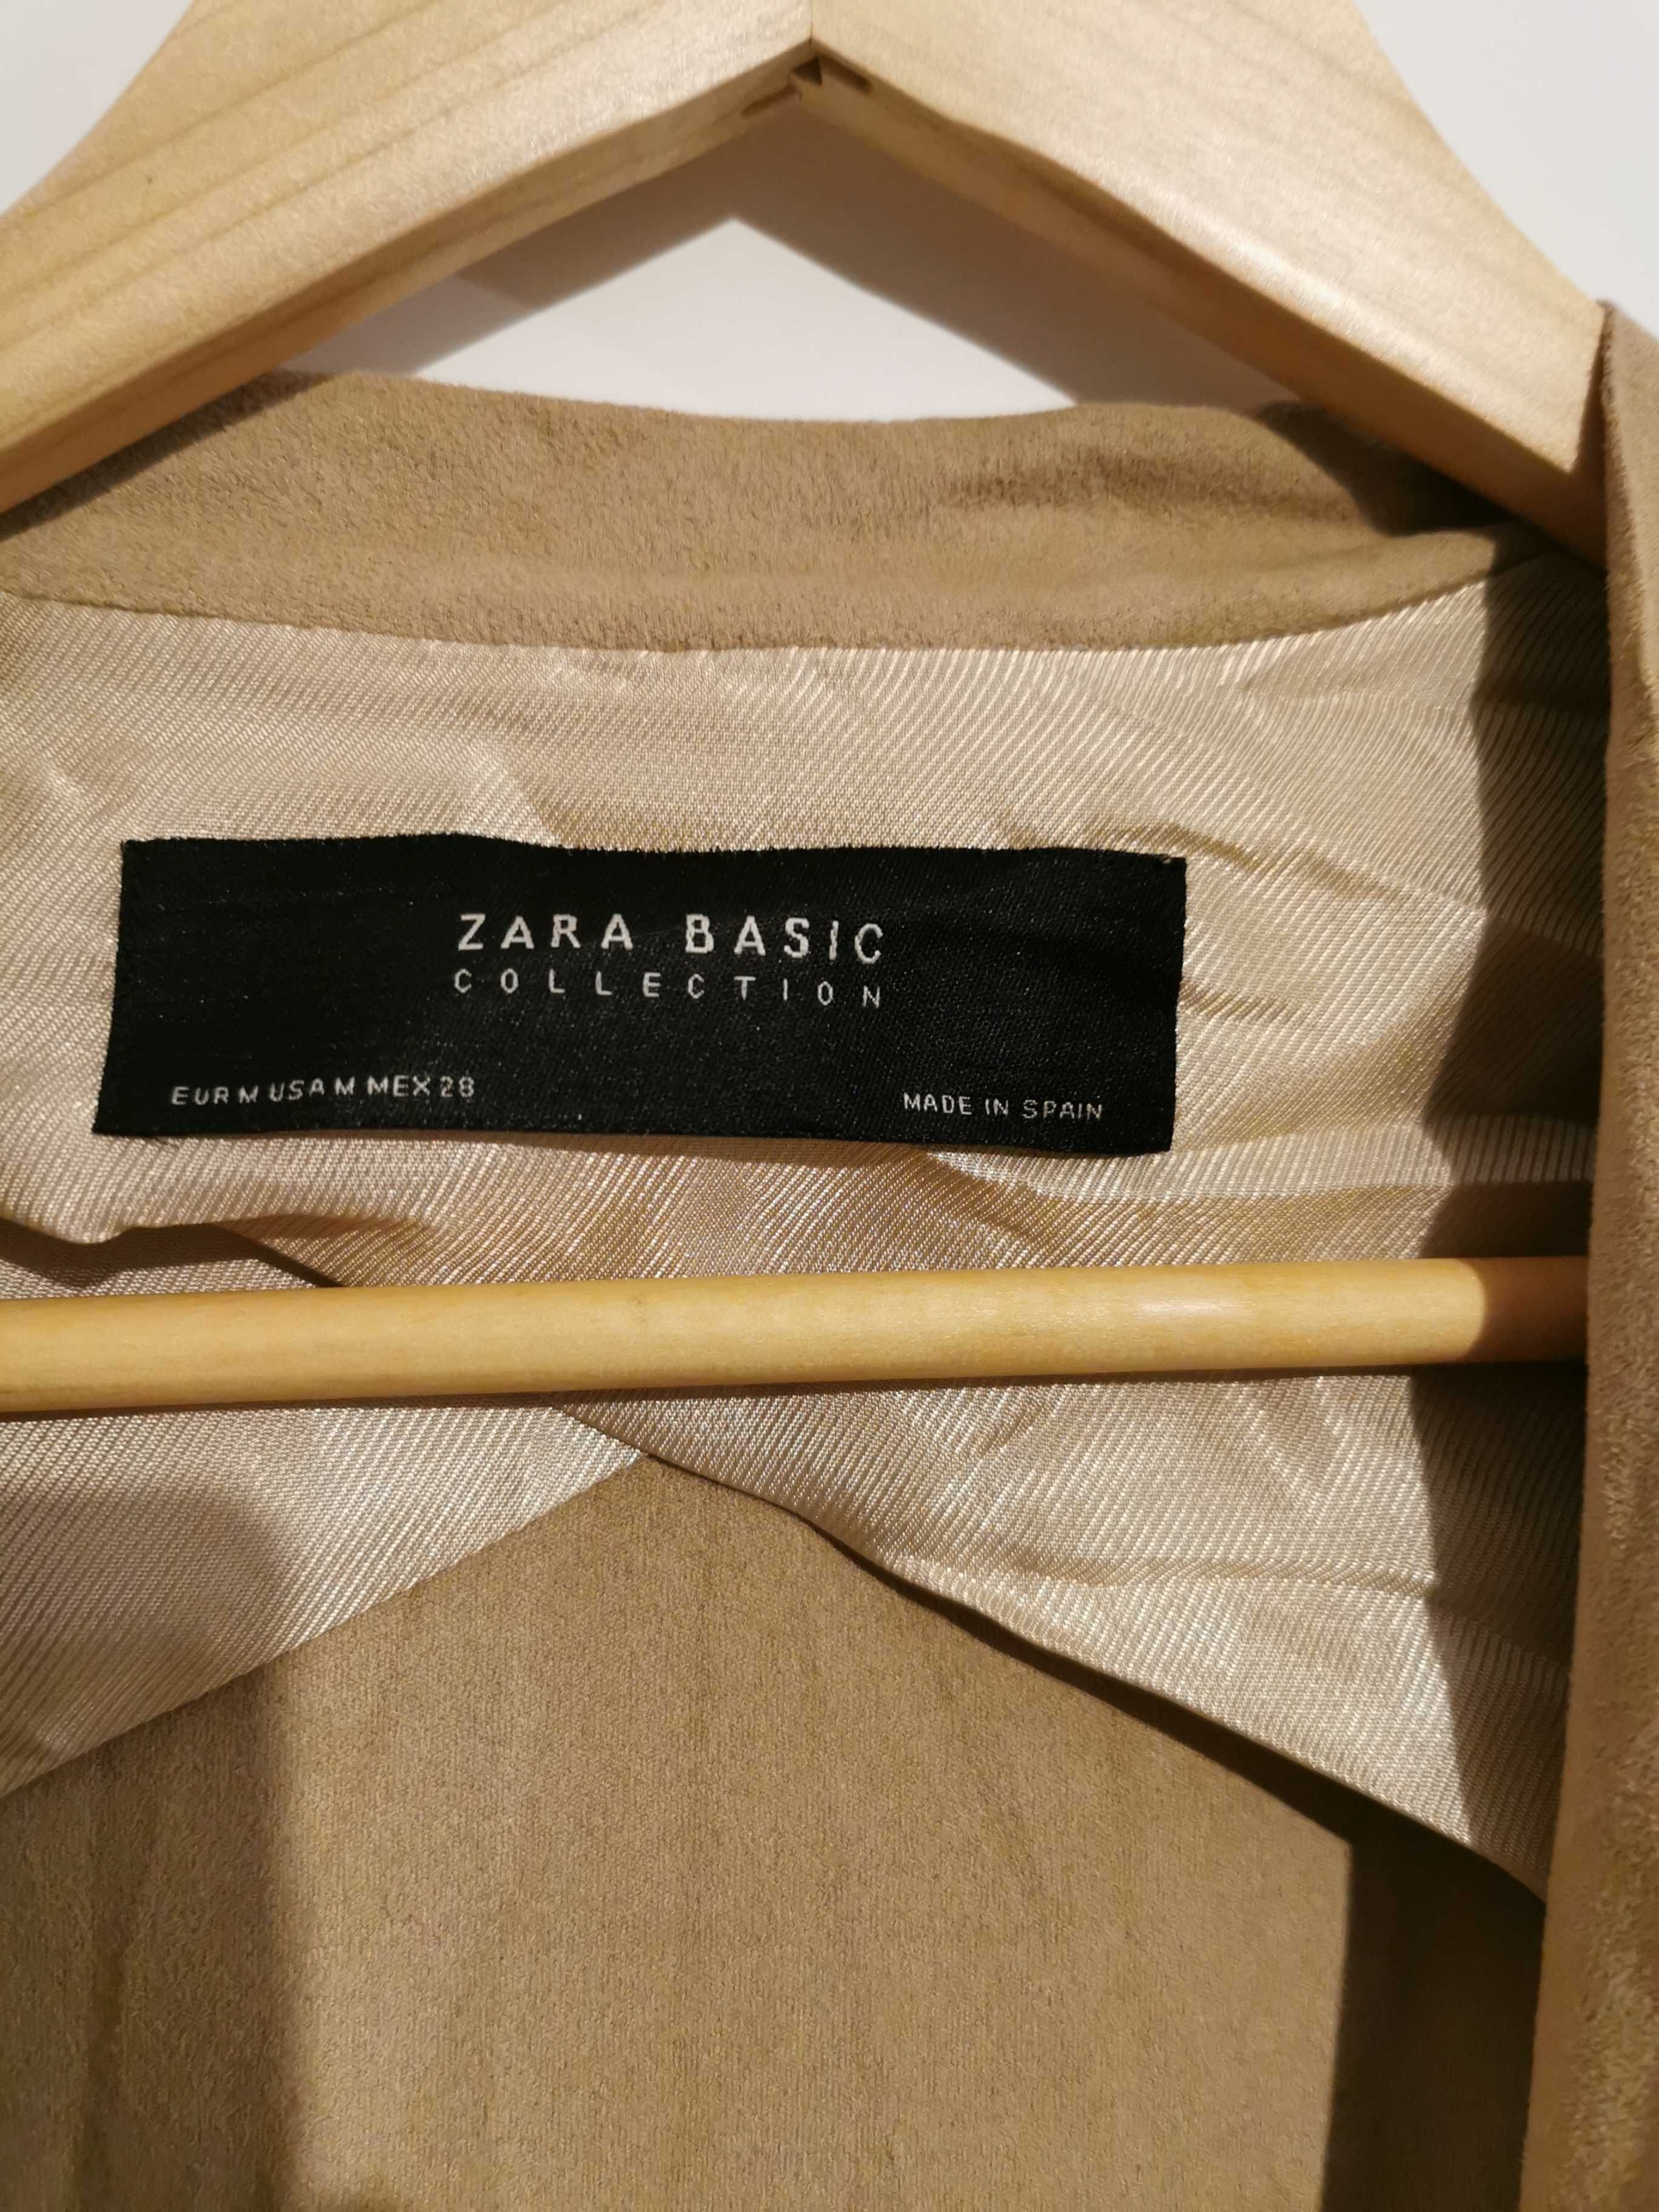 ZARA BASIC
COLLECTION
EUR M USA M MEX 28
MADE IN SPAIN